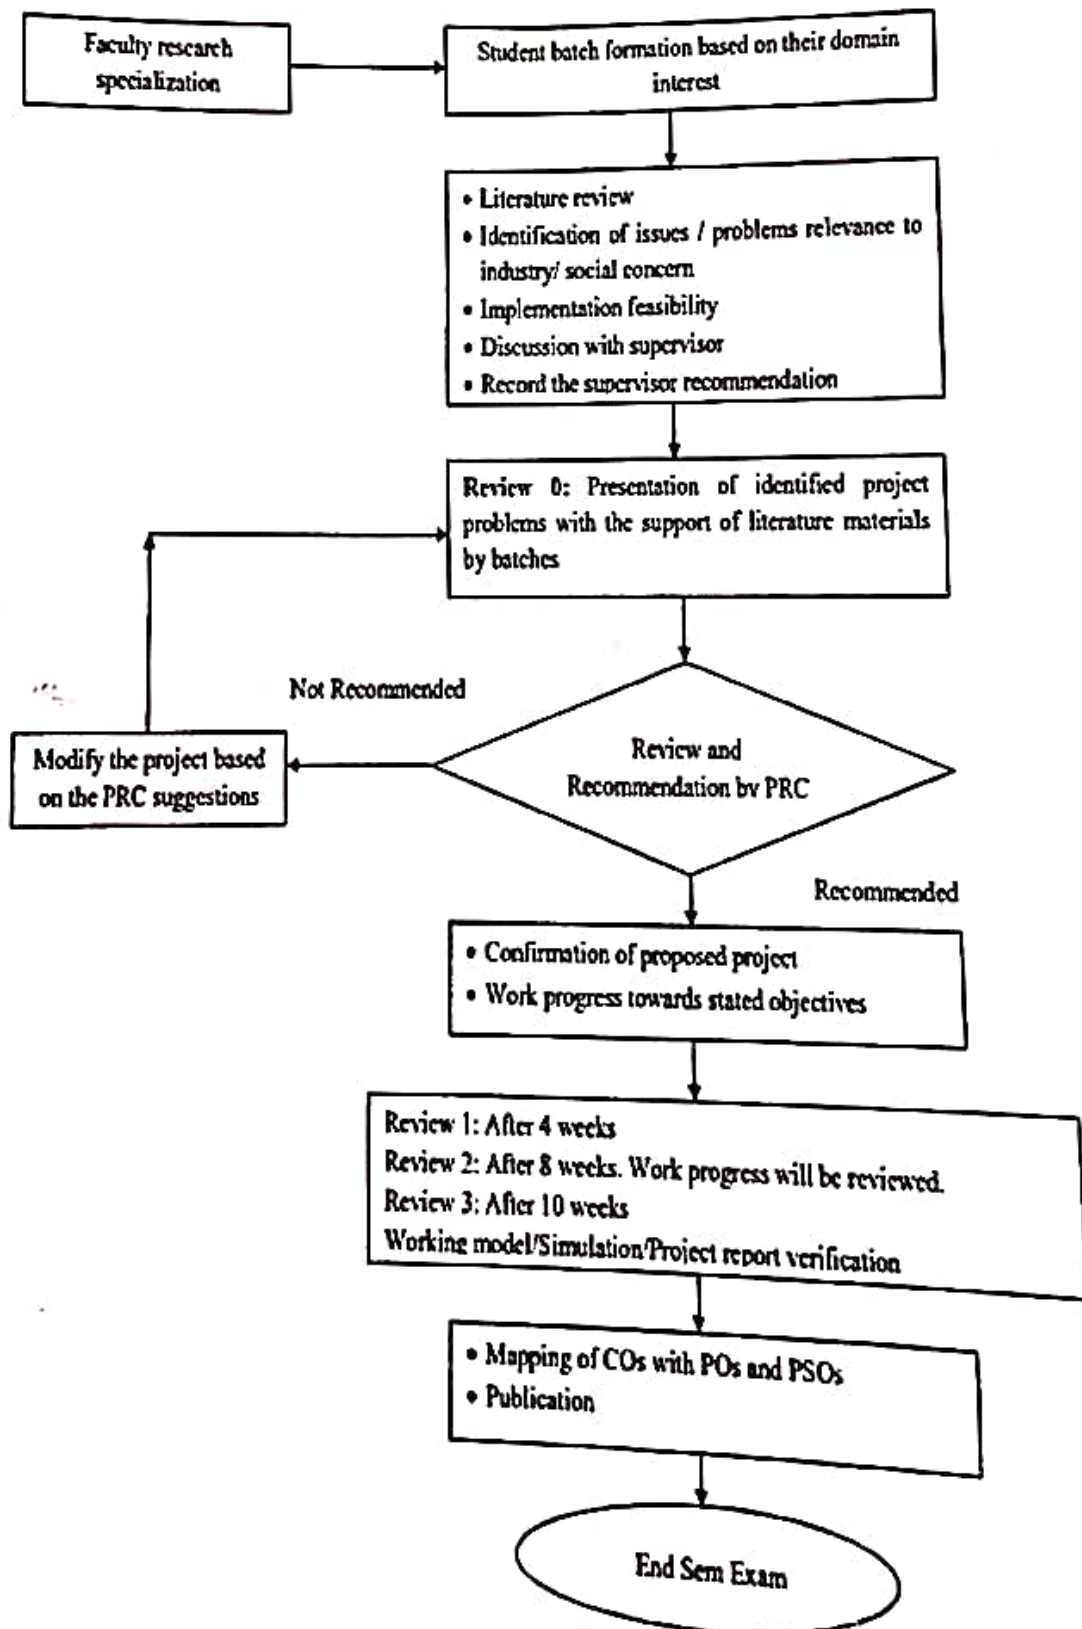 Faculty research
specialization
Student batch formation based on their domain
interest
• Literature review
• Identification of issues / problems relevance to
industry/ social concern
• Implementation feasibility
• Discussion with supervisor
• Record the supervisor recommendation
Review 0: Presentation of identified project
problems with the support of literature materials
by batches
Not Recommended
Modify the project based
on the PRC suggestions
Review and
Recommendation by PRC
Recommended
• Confirmation of proposed project
• Work progress towards stated objectives
Review 1: After 4 weeks
Review 2: After 8 weeks. Work progress will be reviewed.
Review 3: After 10 weeks
Working model/Simulation/Project report verification
• Mapping of COs with POs and PSOs
• Publication
End Sem Exam